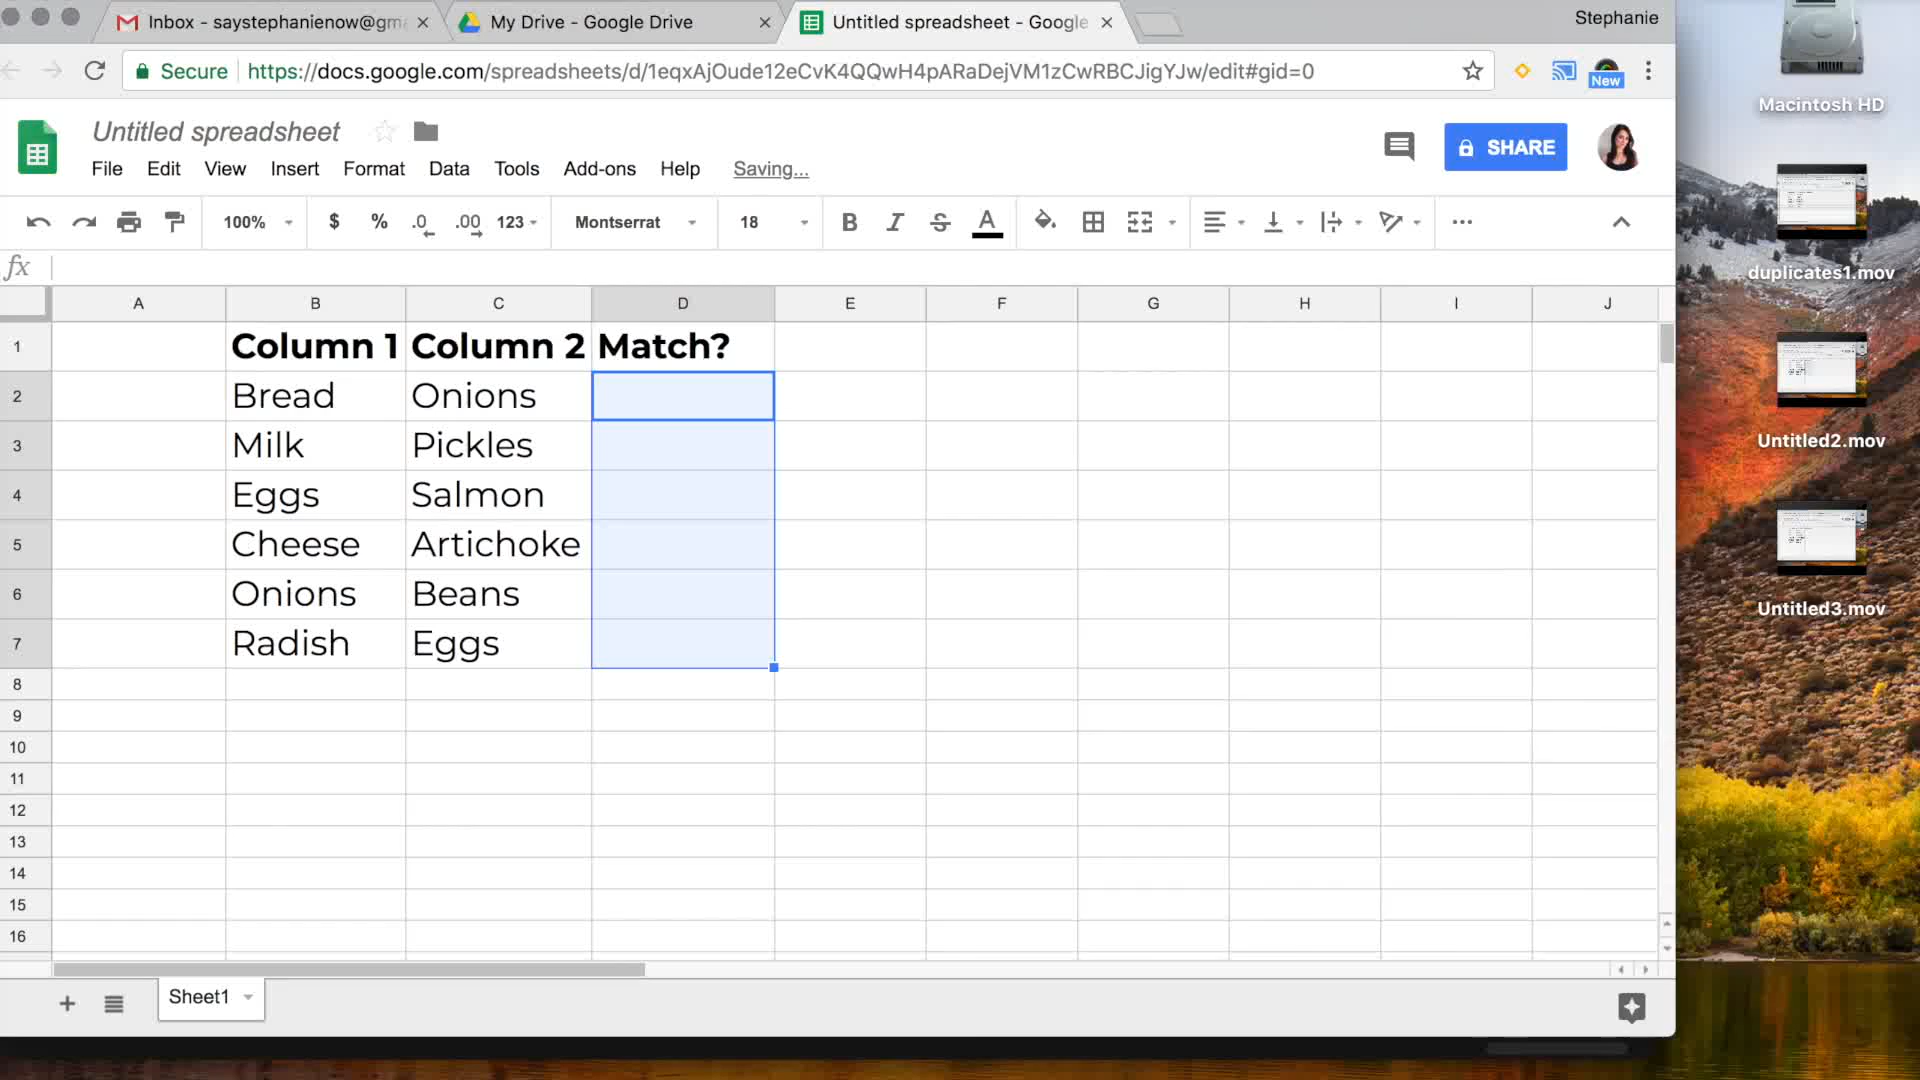 Inbox - saystephanienow@gma
My Drive - Google Drive
Untitled spreadsheet - Google
Stephanie
Secure
https://docs.google.com/spreadsheets/d/1eqxAjOude12eCvK4QQwH4pARaDejVM1zCwRBCJigYJw/edit#gid=0
New
Macintosh HD
Untitled spreadsheet
File Edit View Insert Format Data Tools Add-ons Help Saving...
SHARE
100% $ % .0 .00 123 Montserrat 18 B I S A
duplicates1.mov
fx
A B C D E F G H I J
1 Column 1 Column 2 Match?
2 Bread Onions
3 Milk Pickles
Untitled2.mov
4 Eggs Salmon
5 Cheese Artichoke
6 Onions Beans
Untitled3.mov
7 Radish Eggs
8
9
10
11
12
13
14
15
16
Sheet1